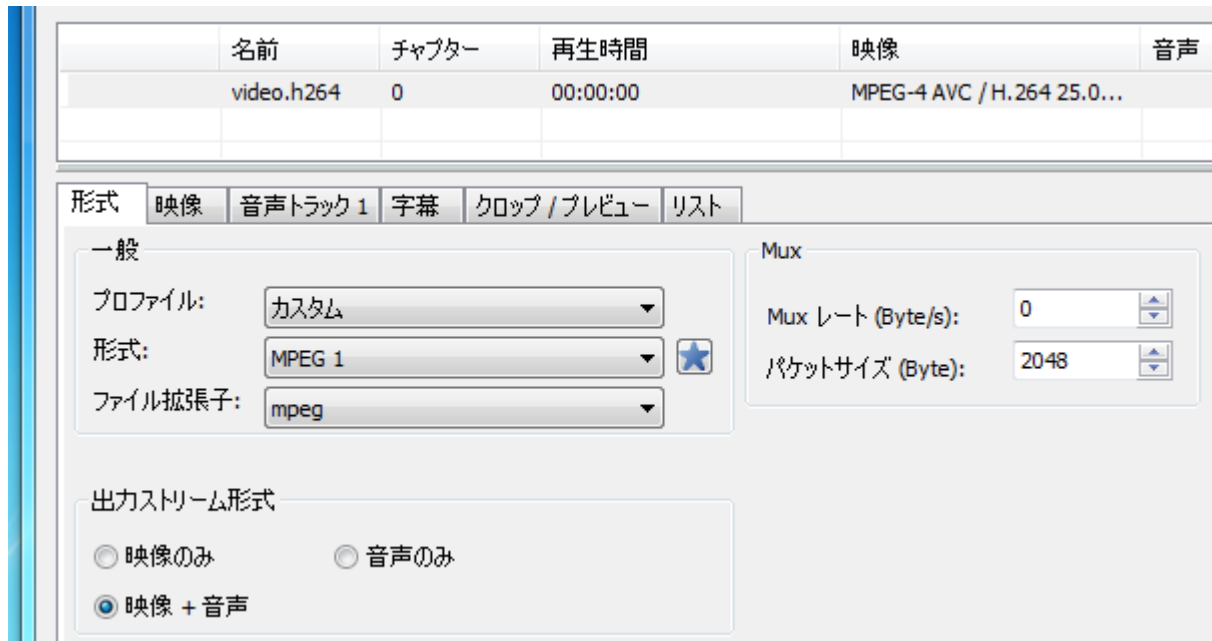 名前 チャプター 再生時間 映像 音声
video.h264 0 00:00:00 MPEG-4 AVC / H.264 25.0...
形式 映像 音声トラック 1 字幕 クロップ / プレビュー リスト
一般
プロファイル: カスタム
形式: MPEG 1
ファイル拡張子: mpeg
Mux
Mux レート (Byte/s): 0
パケットサイズ (Byte): 2048
出力ストリーム形式
映像のみ 音声のみ
映像 + 音声